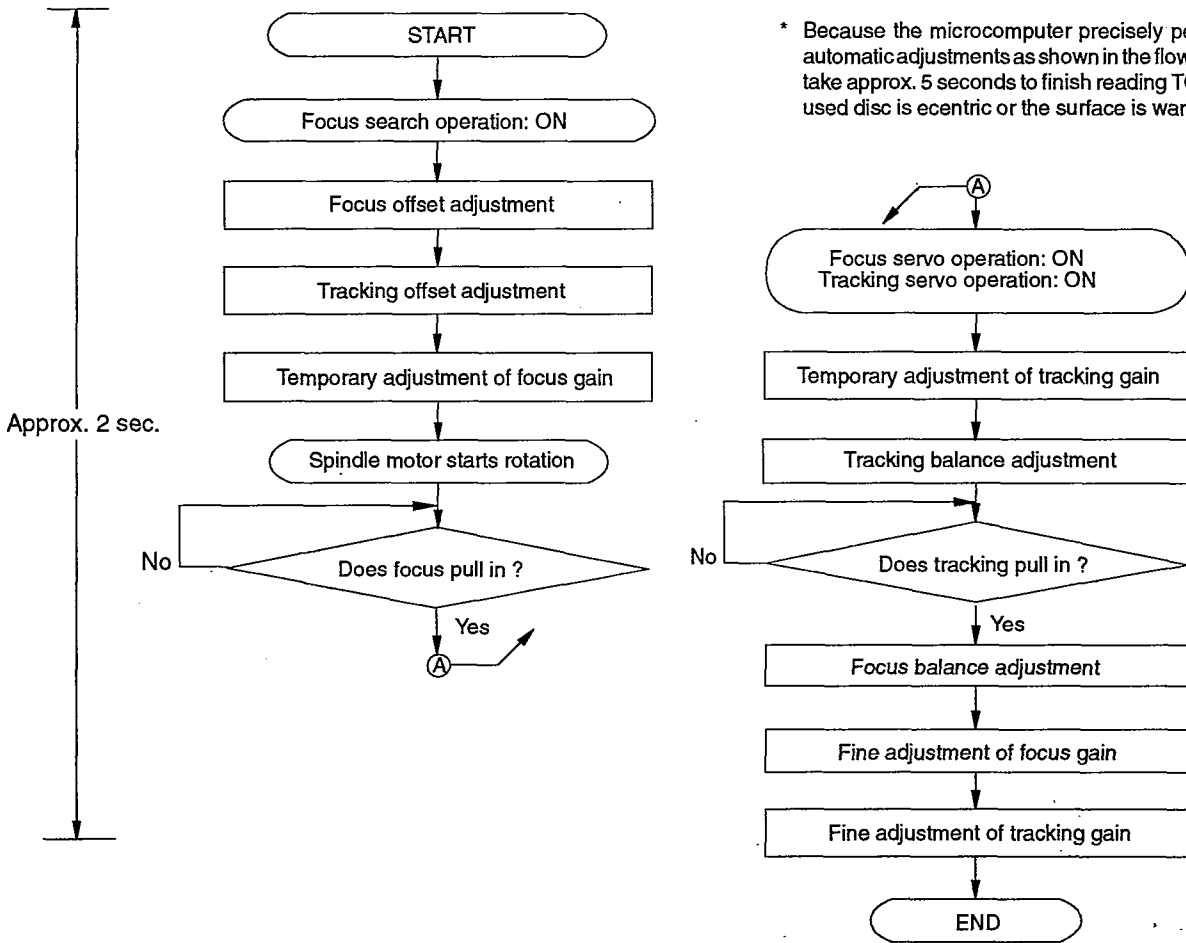 START
Focus search operation: ON
Focus offset adjustment
Tracking offset adjustment
Temporary adjustment of focus gain
Approx. 2 sec.
Spindle motor starts rotation
No
Does focus pull in ?
Yes
A
* Because the microcomputer precisely pe
automatic adjustments as shown in the flow
take approx. 5 seconds to finish reading TO
used disc is ecentric or the surface is war
A
Focus servo operation: ON
Tracking servo operation: ON
Temporary adjustment of tracking gain
Tracking balance adjustment
No
Does tracking pull in ?
Yes
Focus balance adjustment
Fine adjustment of focus gain
Fine adjustment of tracking gain
END